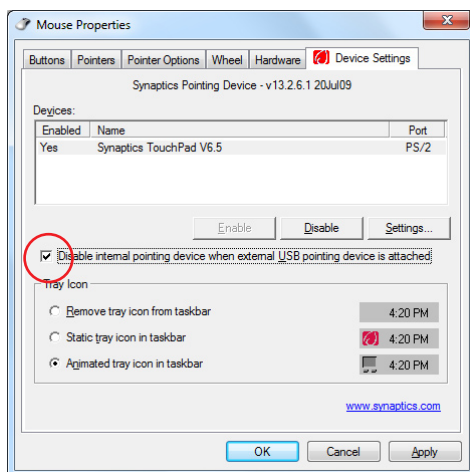 Mouse Properties
Buttons Pointers Pointer Options Wheel Hardware Device Settings
Synaptics Pointing Device - v13.2.6.1 20Jul09
Devices:
Enabled Name Port
Yes Synaptics TouchPad V6.5 PS/2
Enable Disable Settings...
Disable internal pointing device when external USB pointing device is attached
Tray Icon
Remove tray icon from taskbar 4:20 PM
Static tray icon in taskbar 4:20 PM
Animated tray icon in taskbar 4:20 PM
www.synaptics.com
OK Cancel Apply